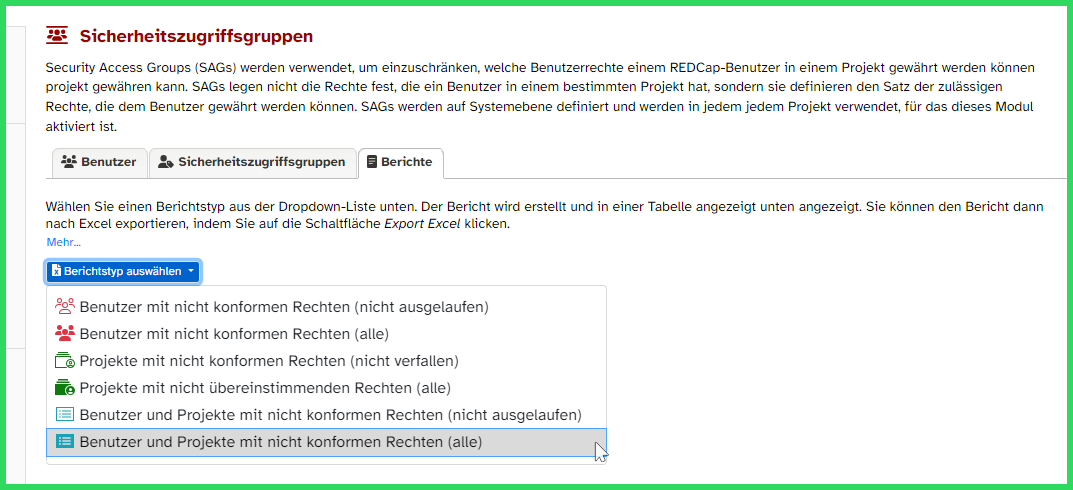 Sicherheitszugriffsgruppen
Security Access Groups (SAGs) werden verwendet, um einzuschränken, welche Benutzerrechte einem REDCap-Benutzer in einem Projekt gewährt werden können
projekt gewähren kann. SAGs legen nicht die Rechte fest, die ein Benutzer in einem bestimmten Projekt hat, sondern sie definieren den Satz der zulässigen
Rechte, die dem Benutzer gewährt werden können. SAGs werden auf Systemebene definiert und werden in jedem jedem Projekt verwendet, für das dieses Modul
aktiviert ist.
Benutzer Sicherheitszugriffsgruppen Berichte
Wählen Sie einen Berichtstyp aus der Dropdown-Liste unten. Der Bericht wird erstellt und in einer Tabelle angezeigt unten angezeigt. Sie können den Bericht dann
nach Excel exportieren, indem Sie auf die Schaltfläche Export Excel klicken.
Mehr...
Berichtstyp auswählen
Benutzer mit nicht konformen Rechten (nicht ausgelaufen)
Benutzer mit nicht konformen Rechten (alle)
Projekte mit nicht konformen Rechten (nicht verfallen)
Projekte mit nicht übereinstimmenden Rechten (alle)
Benutzer und Projekte mit nicht konformen Rechten (nicht ausgelaufen)
Benutzer und Projekte mit nicht konformen Rechten (alle)